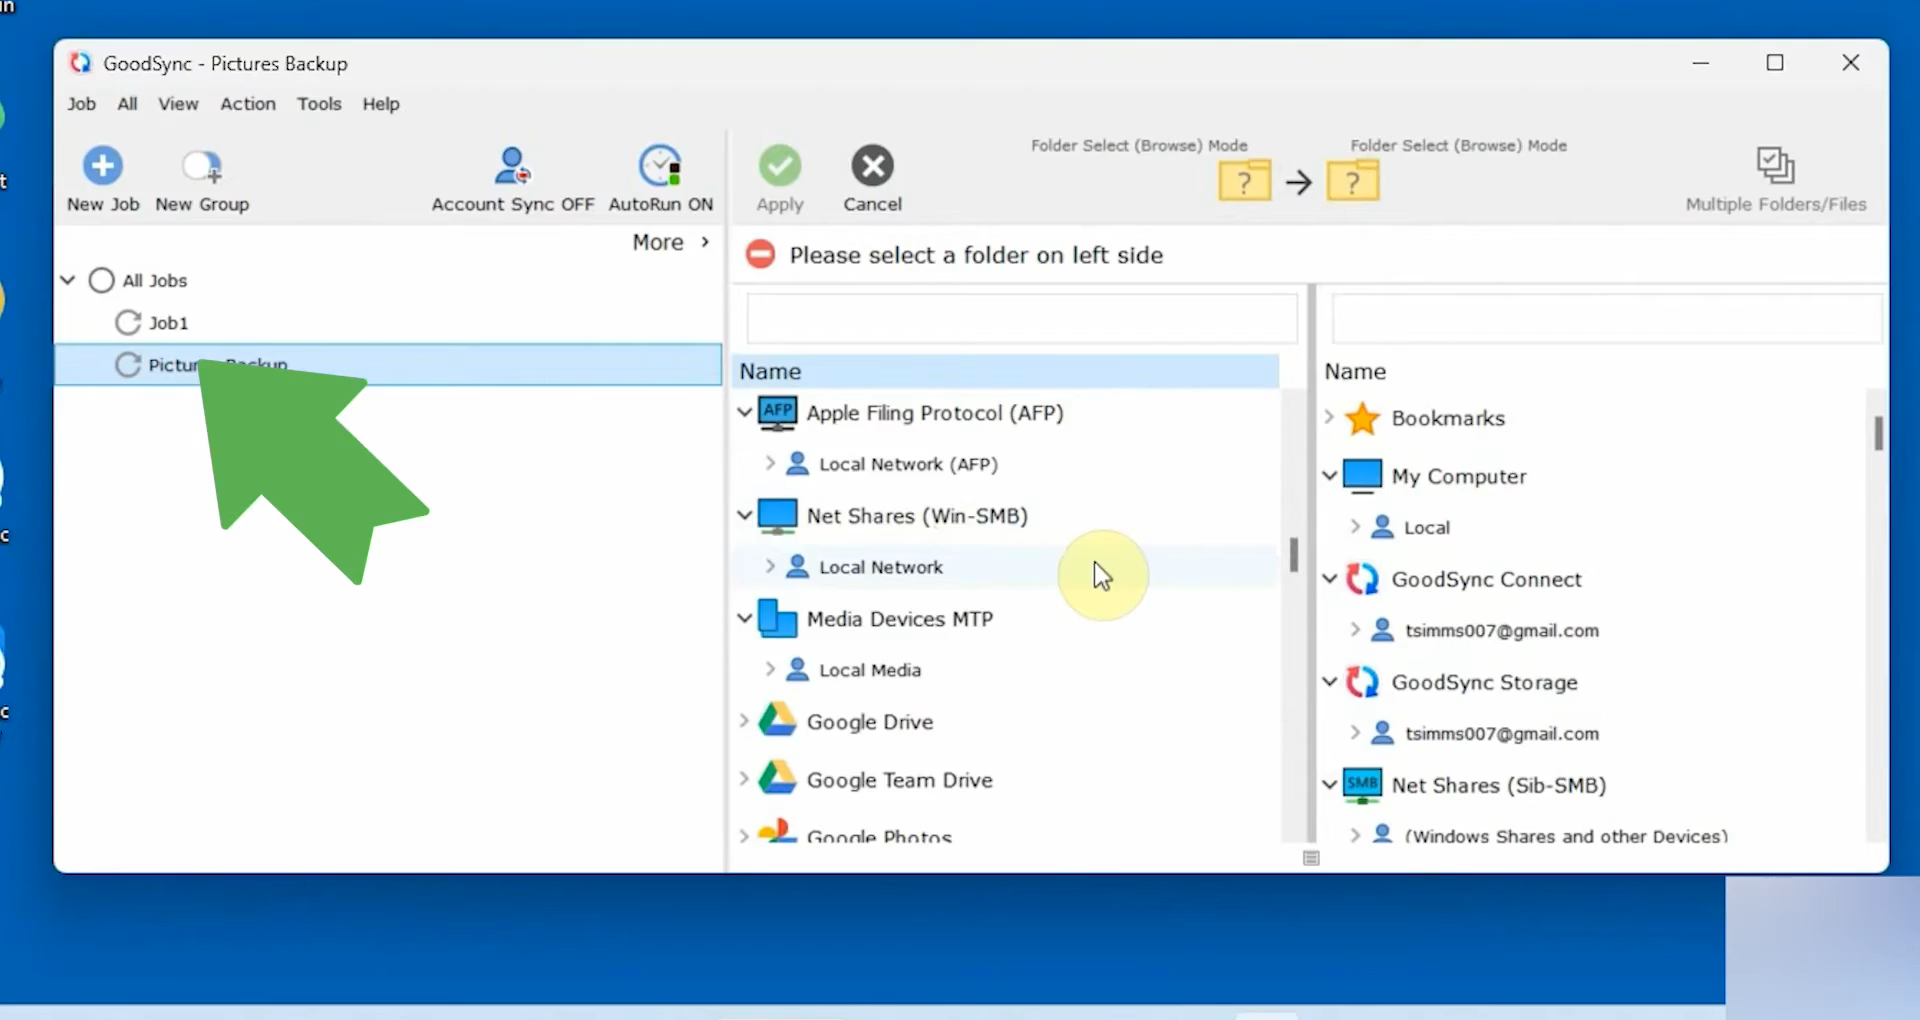 in
GoodSync - Pictures Backup
Job All View Action Tools Help
New Job New Group Account Sync OFF AutoRun ON
Apply Cancel
Folder Select (Browse) Mode Folder Select (Browse) Mode
? ?
Multiple Folders/Files
More
Please select a folder on left side
All Jobs
Job1
Pictures Backup
Name
AFP Apple Filing Protocol (AFP)
Local Network (AFP)
Net Shares (Win-SMB)
Local Network
Media Devices MTP
Local Media
Google Drive
Google Team Drive
Google Photos
Name
Bookmarks
My Computer
Local
GoodSync Connect
tsimms007@gmail.com
GoodSync Storage
tsimms007@gmail.com
SMB Net Shares (Sib-SMB)
(Windows Shares and other Devices)
t
c
c